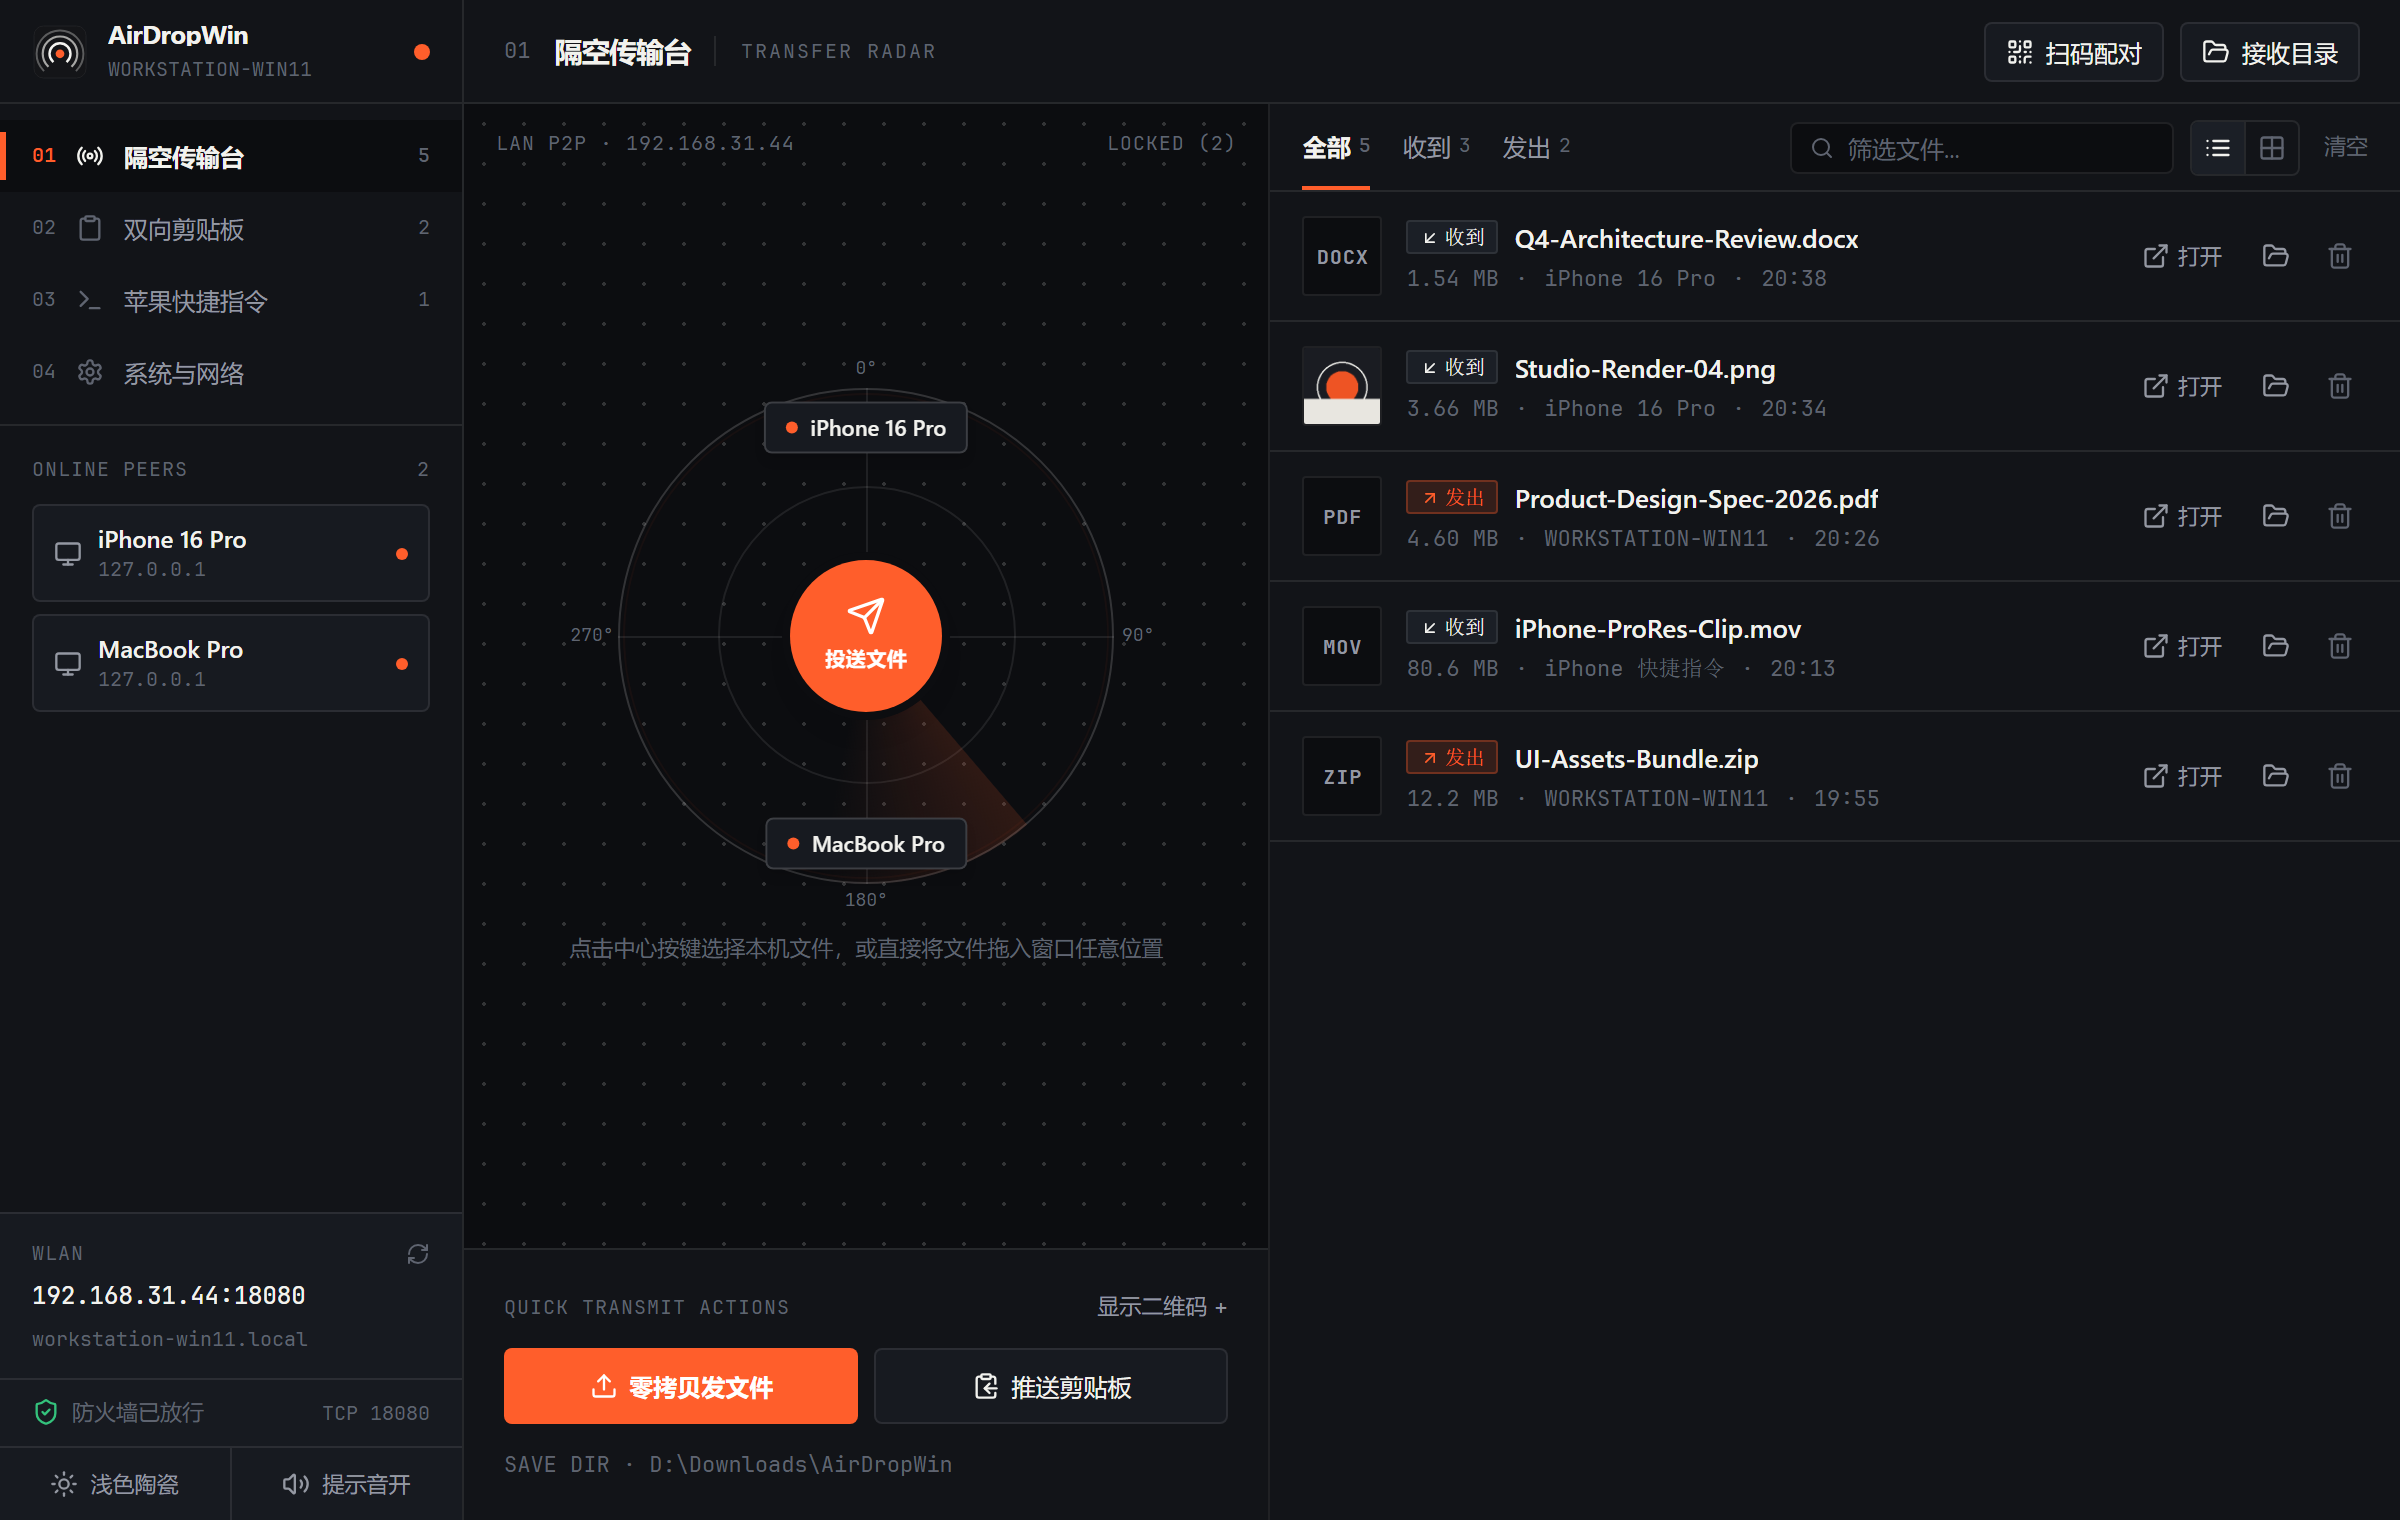 AirDropWin
WORKSTATION-WIN11
01 隔空传输台 5
02 双向剪贴板 2
03 苹果快捷指令 1
04 系统与网络
ONLINE PEERS 2
iPhone 16 Pro
127.0.0.1
MacBook Pro
127.0.0.1
WLAN
192.168.31.44:18080
workstation-win11.local
防火墙已放行 TCP 18080
浅色陶瓷 提示音开
01 隔空传输台 TRANSFER RADAR
扫码配对 接收目录
LAN P2P · 192.168.31.44 LOCKED (2)
0°
iPhone 16 Pro
270° 投送文件 90°
MacBook Pro
180°
点击中心按键选择本机文件，或直接将文件拖入窗口任意位置
QUICK TRANSMIT ACTIONS 显示二维码 +
零拷贝发文件 推送剪贴板
SAVE DIR · D:\Downloads\AirDropWin
全部 5 收到 3 发出 2 筛选文件... 清空
DOCX 收到 Q4-Architecture-Review.docx 打开
1.54 MB · iPhone 16 Pro · 20:38
收到 Studio-Render-04.png 打开
3.66 MB · iPhone 16 Pro · 20:34
PDF 发出 Product-Design-Spec-2026.pdf 打开
4.60 MB · WORKSTATION-WIN11 · 20:26
MOV 收到 iPhone-ProRes-Clip.mov 打开
80.6 MB · iPhone 快捷指令 · 20:13
ZIP 发出 UI-Assets-Bundle.zip 打开
12.2 MB · WORKSTATION-WIN11 · 19:55